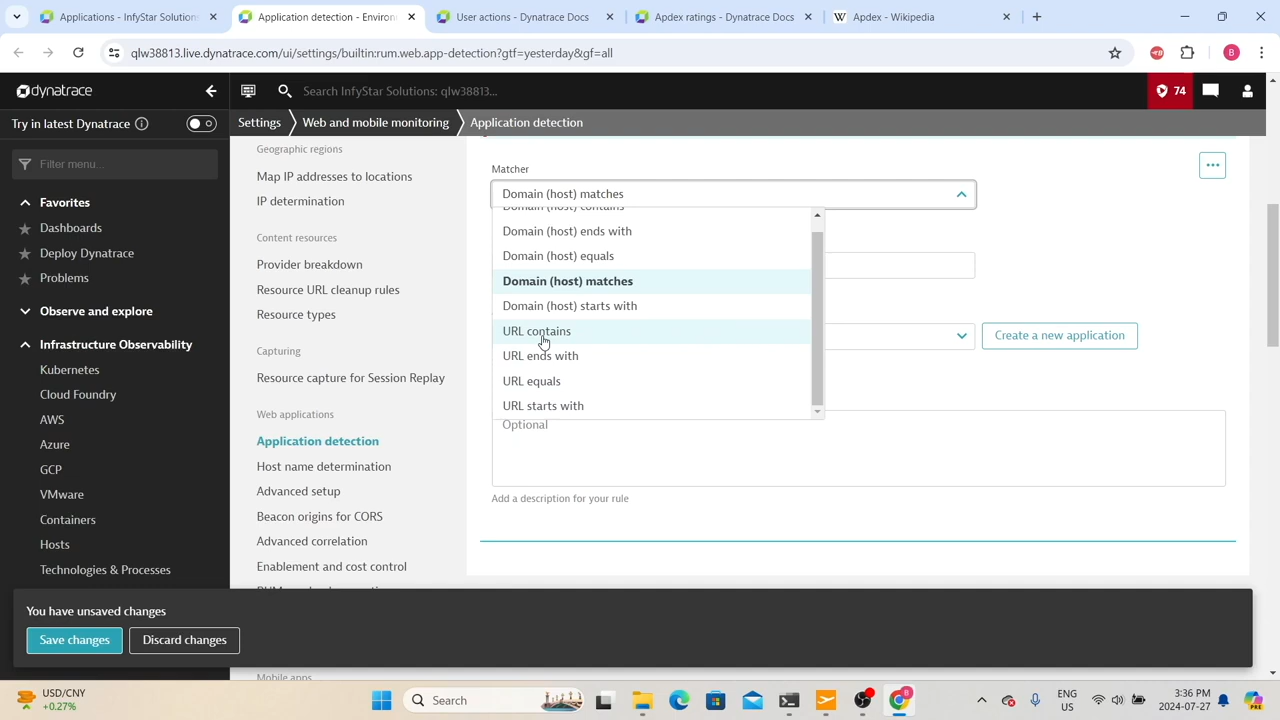 Applications - InfyStar Solution
Application detection - Environ
User actions - Dynatrace Docs
Apdex ratings - Dynatrace Docs
Apdex - Wikipedia
qlw38813.live.dynatrace.com/ui/settings/builtin:rum.web.app-detection?gtf=yesterday&gf=all
B
dynatrace
Search InfyStar Solutions: qlw38813...
74
Try in latest Dynatrace
Settings
Web and mobile monitoring
Application detection
Filter menu...
Favorites
Dashboards
Deploy Dynatrace
Problems
Observe and explore
Infrastructure Observability
Kubernetes
Cloud Foundry
AWS
Azure
GCP
VMware
Containers
Hosts
Technologies & Processes
Geographic regions
Map IP addresses to locations
IP determination
Content resources
Provider breakdown
Resource URL cleanup rules
Resource types
Capturing
Resource capture for Session Replay
Web applications
Application detection
Host name determination
Advanced setup
Beacon origins for CORS
Advanced correlation
Enablement and cost control
Mobile apps
Matcher
Domain (host) matches
Domain (host) contains
Domain (host) ends with
Domain (host) equals
Domain (host) matches
Domain (host) starts with
URL contains
URL ends with
URL equals
URL starts with
Create a new application
Optional
Add a description for your rule
You have unsaved changes
Save changes
Discard changes
USD/CNY
+0.27%
Search
ENG
US
3:36 PM
2024-07-27